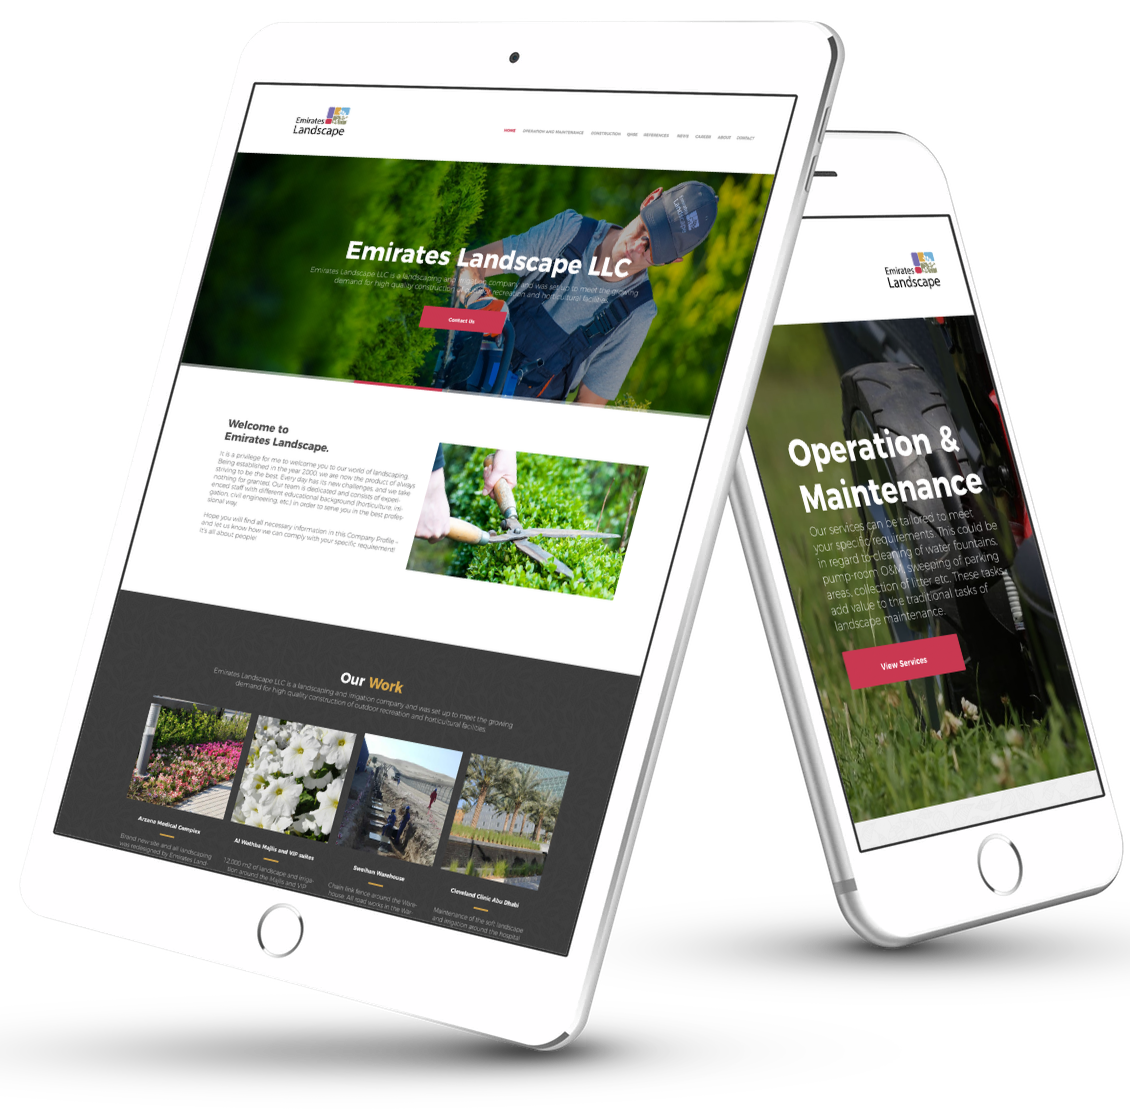 Emirates
Landscape
HOME OPERATION AND MAINTENANCE CONSTRUCTION QHSE REFERENCES NEWS CAREER ABOUT CONTACT
Emirates Landscape LLC
Emirates Landscape LLC is a landscaping and irrigation company and was set up to meet the growing
demand for high quality construction of outdoor recreation and horticultural facilities.
Contact Us
Welcome to
Emirates Landscape.
It is a privilege for me to welcome you to our world of landscaping.
Being established in the year 2000, we are now the product of always
striving to be the best. Every day has its new challenges, and we take
nothing for granted. Our team is dedicated and consists of experi-
enced staff with different educational background (horticulture, irri-
gation, civil engineering, etc.) in order to serve you in the best profes-
sional way.
Hope you will find all necessary information in this Company Profile -
and let us know how we can comply with your specific requirement!
It's all about people!
Our Work
Emirates Landscape LLC is a landscaping and irrigation company and was set up to meet the growing
demand for high quality construction of outdoor recreation and horticultural facilities.
Arzana Medical Complex
Brand new site and all landscaping
was redesigned by Emirates Land-
Al Wathba Majlis and VIP suites
12,000 m2 of landscape and irriga-
tion around the Majlis and VIP
Sweihan Warehouse
Chain link fence around the Ware-
house. All road works in the War-
Cleveland Clinic Abu Dhabi
Maintenance of the soft landscape
and irrigation around the hospital
Emirates
Landscape
Operation &
Maintenance
Our services can be tailored to meet
your specific requirements. This could be
in regard to cleaning of water fountains,
pump-room O&M, sweeping of parking
areas, collection of litter etc. These tasks
add value to the traditional tasks of
landscape maintenance.
View Services